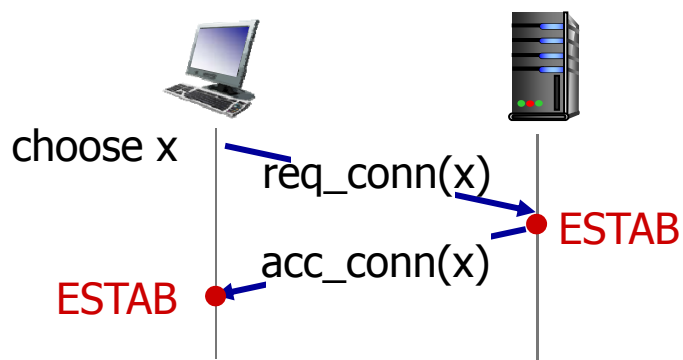 choose x
req_conn(x)
ESTAB
acc_conn(x)
ESTAB